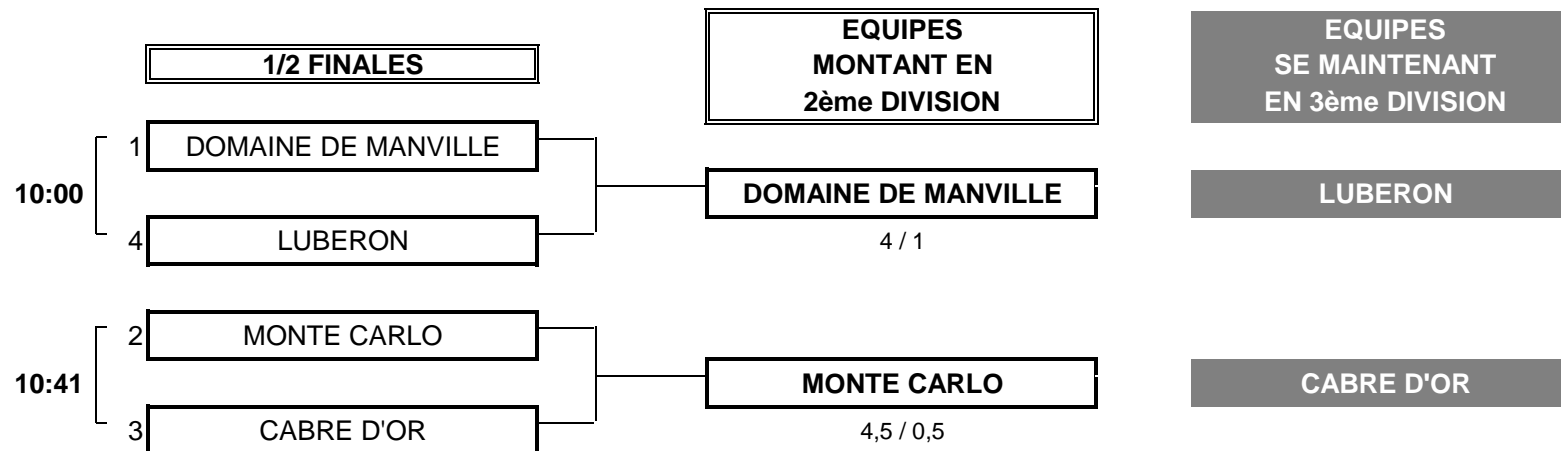 1/2 FINALES
EQUIPES
MONTANT EN
2ème DIVISION
EQUIPES
SE MAINTENANT
EN 3ème DIVISION
10:00
1 DOMAINE DE MANVILLE
4 LUBERON
DOMAINE DE MANVILLE
4 / 1
LUBERON
10:41
2 MONTE CARLO
3 CABRE D'OR
MONTE CARLO
4,5 / 0,5
CABRE D'OR